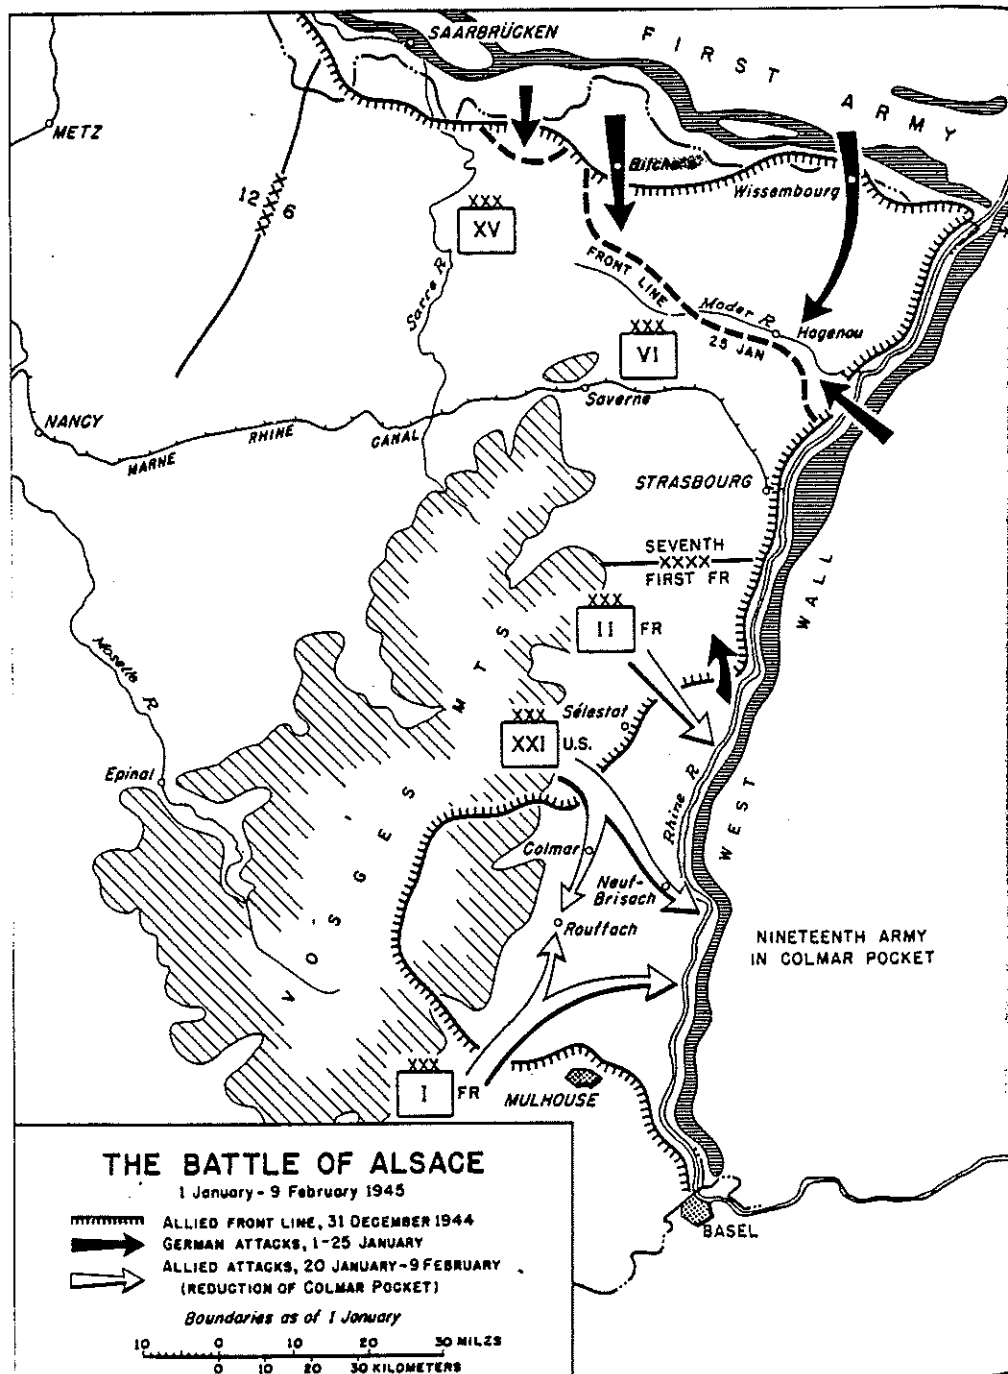 SAARBRÜCKEN
FIRST ARMY
METZ
Bitche
Wissembourg
XXXXX
12 6
XXX
XV
Sarre R
FRONT LINE
25 JAN
Moder R
Hagenau
XXX
VI
Saverne
NANCY
MARNE RHINE CANAL
STRASBOURG
SEVENTH
XXXX
FIRST FR
XXX
II FR
WEST WALL
Moselle R
VOSGES MTS
XXX
XXI U.S.
Sélestat
Epinal
Rhine R
Colmar
Neuf-
Brisach
Rouffach
NINETEENTH ARMY
IN COLMAR POCKET
XXX
I FR
MULHOUSE
BASEL
THE BATTLE OF ALSACE
1 January - 9 February 1945
ALLIED FRONT LINE, 31 DECEMBER 1944
GERMAN ATTACKS, 1-25 JANUARY
ALLIED ATTACKS, 20 JANUARY-9 FEBRUARY
(REDUCTION OF COLMAR POCKET)
Boundaries as of 1 January
10 0 10 20 30 MILZS
0 10 20 30 KILOMETERS